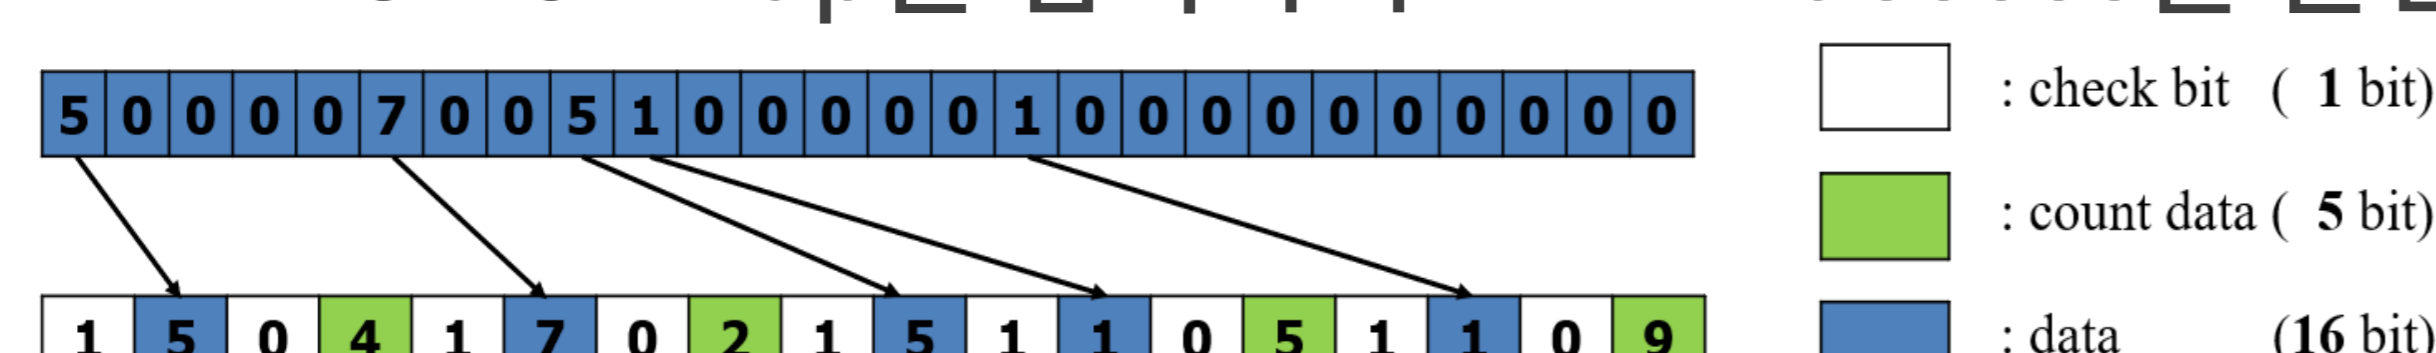 5 0 0 0 0 7 0 0 5 1 0 0 0 0 0 1 0 0 0 0 0 0 0 0 0 0
: check bit ( 1 bit)
: count data ( 5 bit)
1 5 0 4 1 7 0 2 1 5 1 1 0 5 1 1 0 9
: data (16 bit)